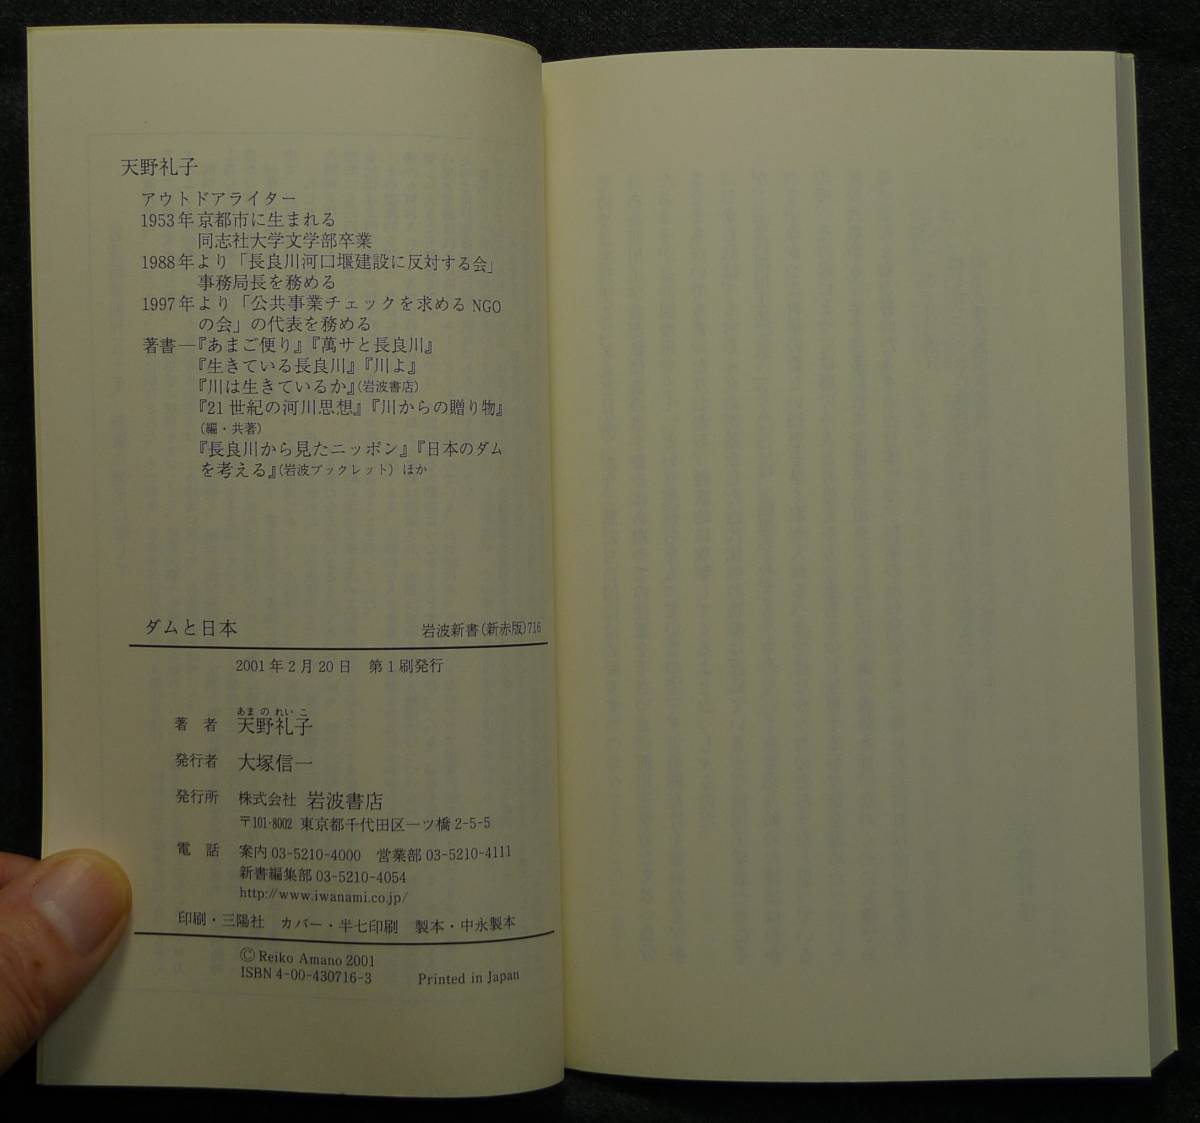 天野礼子
アウトドアライター
1953年京都市に生まれる
同志社大学文学部卒業
1988年より「長良川河口堰建設に反対する会」
事務局長を務める
1997年より「公共事業チェックを求めるNGO
の会」の代表を務める
著書―『あまご便り』『萬サと長良川』
『生きている長良川』『川よ』
『川は生きているか』(岩波書店)
『21世紀の河川思想』『川からの贈り物』
(編・共著)
『長良川から見たニッポン』『日本のダム
を考える』(岩波ブックレット) ほか
ダムと日本 岩波新書(新赤版)716
2001年2月20日 第1刷発行
あまのれいこ
著者 天野礼子
発行者 大塚信一
発行所 株式会社 岩波書店
〒101-8002 東京都千代田区一ツ橋2-5-5
電話 案内 03-5210-4000 営業部 03-5210-4111
新書編集部 03-5210-4054
http://www.iwanami.co.jp/
印刷・三陽社 カバー・半七印刷 製本・中永製本
© Reiko Amano 2001
ISBN 4-00-430716-3 Printed in Japan